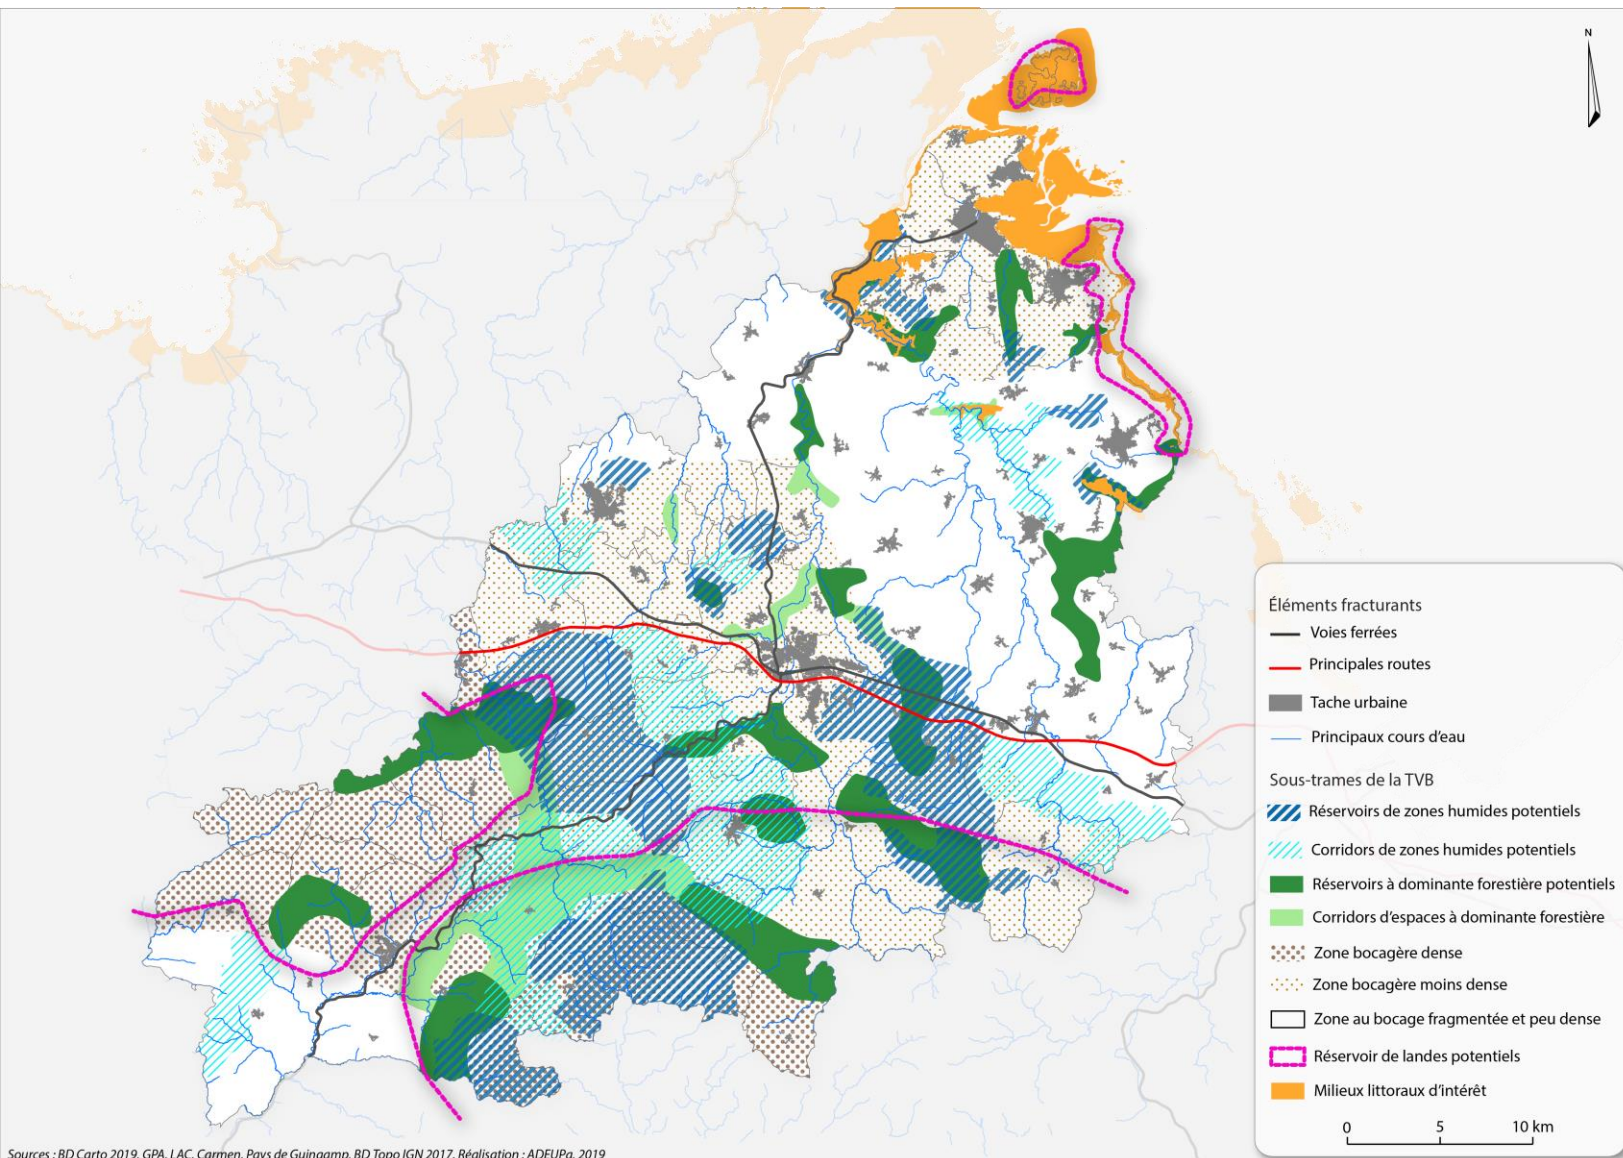 N
Éléments fracturants
Voies ferrées
Principales routes
Tache urbaine
Principaux cours d'eau
Sous-trames de la TVB
Réservoirs de zones humides potentiels
Corridors de zones humides potentiels
Réservoirs à dominante forestière potentiels
Corridors d'espaces à dominante forestière
Zone bocagère dense
Zone bocagère moins dense
Zone au bocage fragmentée et peu dense
Réservoir de landes potentiels
Milieux littoraux d'intérêt
0 5 10 km
Sources : BD Carto 2019, GPA, LAC, Carmen, Pays de Guingamp, BD Topo IGN 2017. Réalisation : ADEUPa, 2019